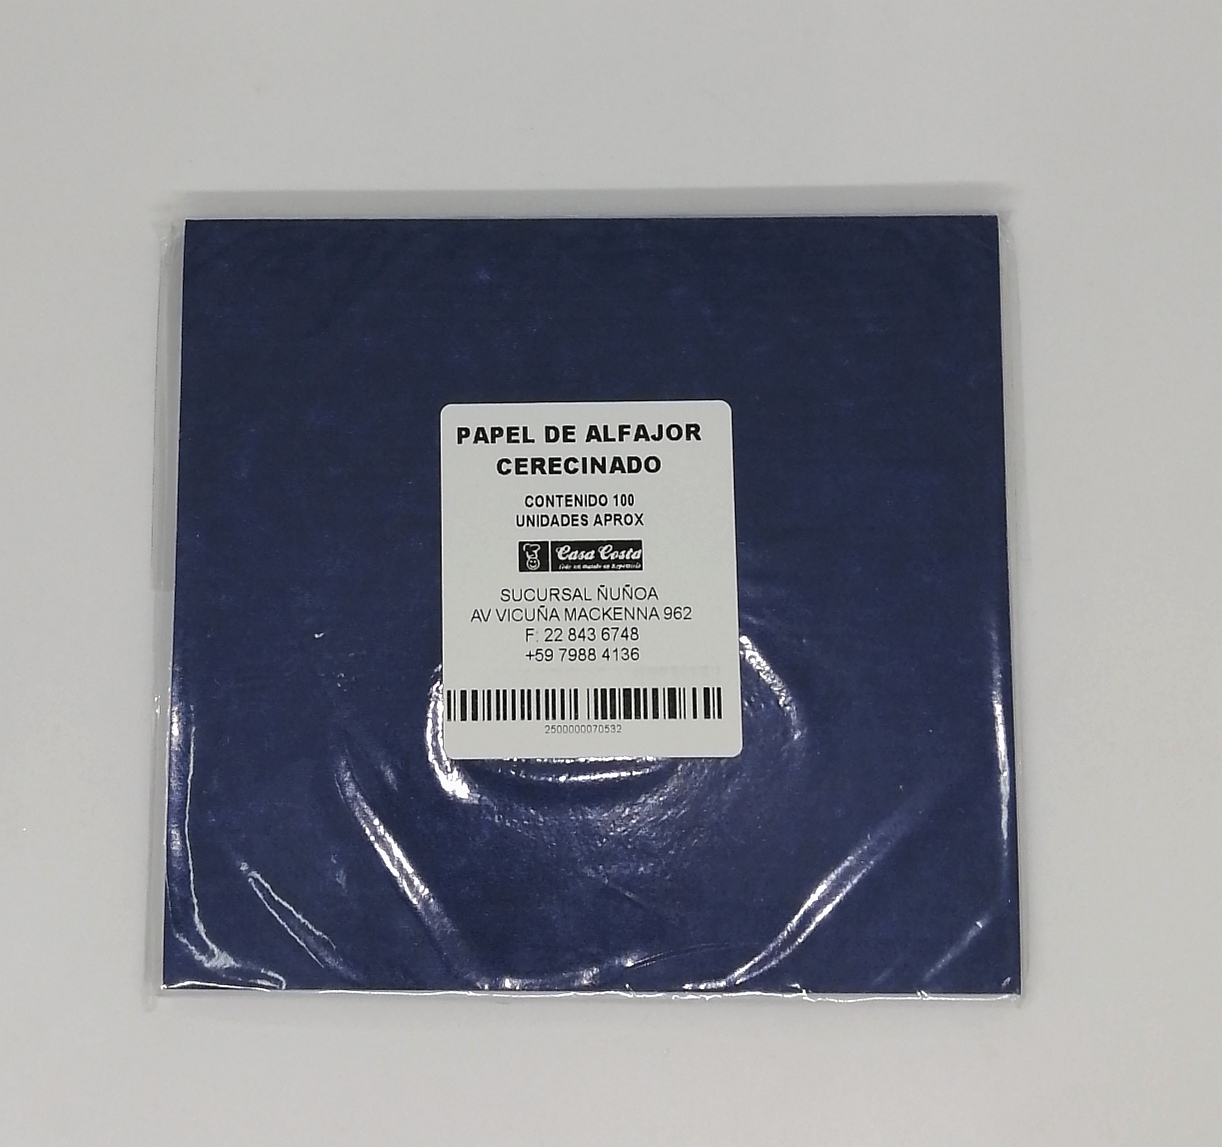 PAPEL DE ALFAJOR
CERECINADO
CONTENIDO 100
UNIDADES APROX
Casa Costa
SUCURSAL ÑUÑOA
AV VICUÑA MACKENNA 962
F: 22 843 6748
+59 7988 4136
2500000070532